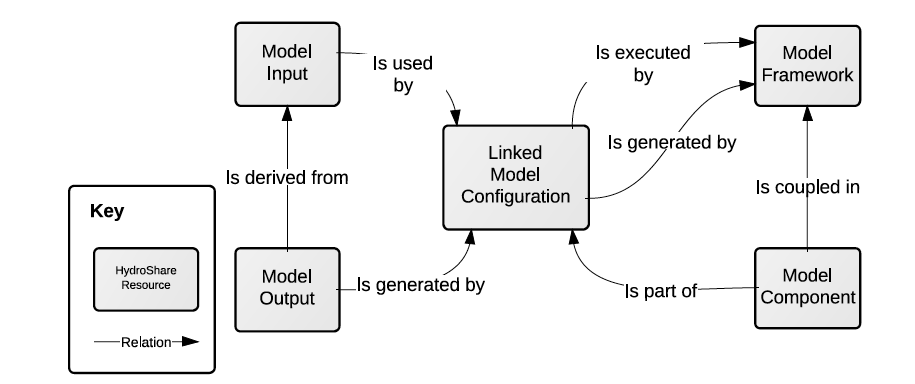 Model
Input
Is used
by
Is executed
by
Model
Framework
Is generated by
Linked
Model
Configuration
Is derived from
Is coupled in
Key
HydroShare
Resource
Relation
Model
Output
Is generated by
Is part of
Model
Component